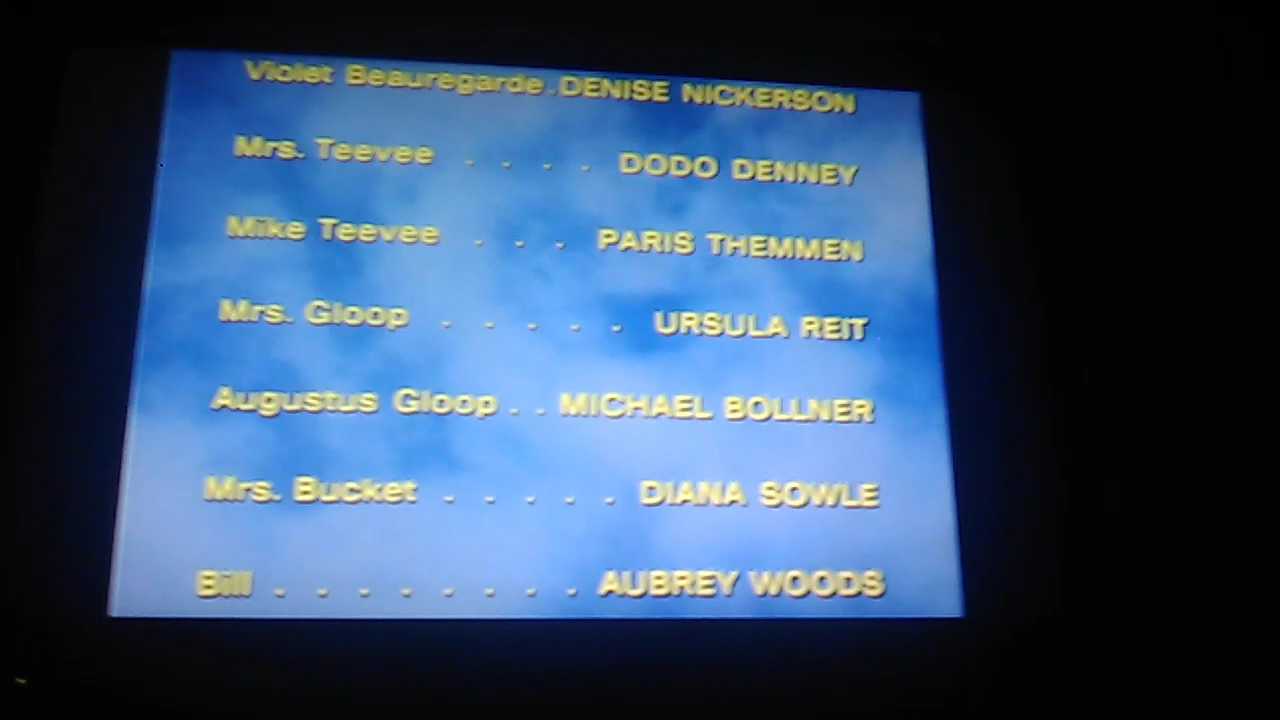 Violet Beauregarde.DENISE NICKERSON
Mrs. Teevee . . . . DODO DENNEY
Mike Teevee . . . PARIS THEMMEN
Mrs. Gloop . . . . . URSULA REIT
Augustus Gloop . . MICHAEL BOLLNER
Mrs. Bucket . . . . . DIANA SOWLE
Bill . . . . . . . . AUBREY WOODS